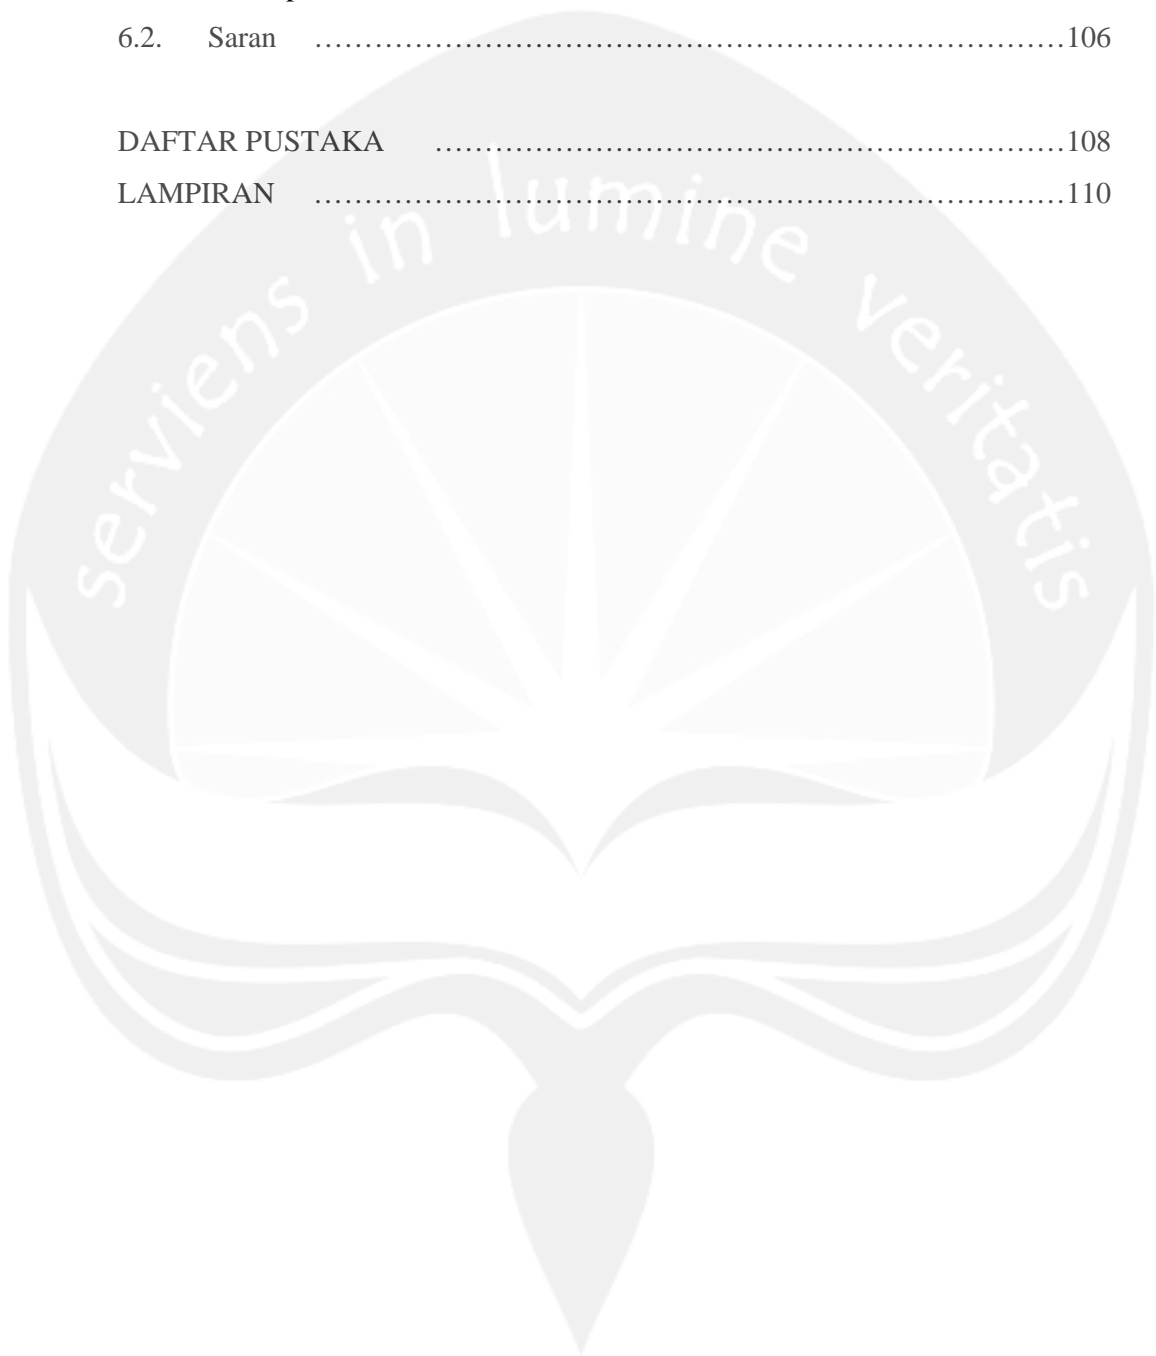 6.2. Saran ……………………………………………………………………106
DAFTAR PUSTAKA …………………………………………………………108
LAMPIRAN ……………………………………………………………………110
serviens in lumine veritatis